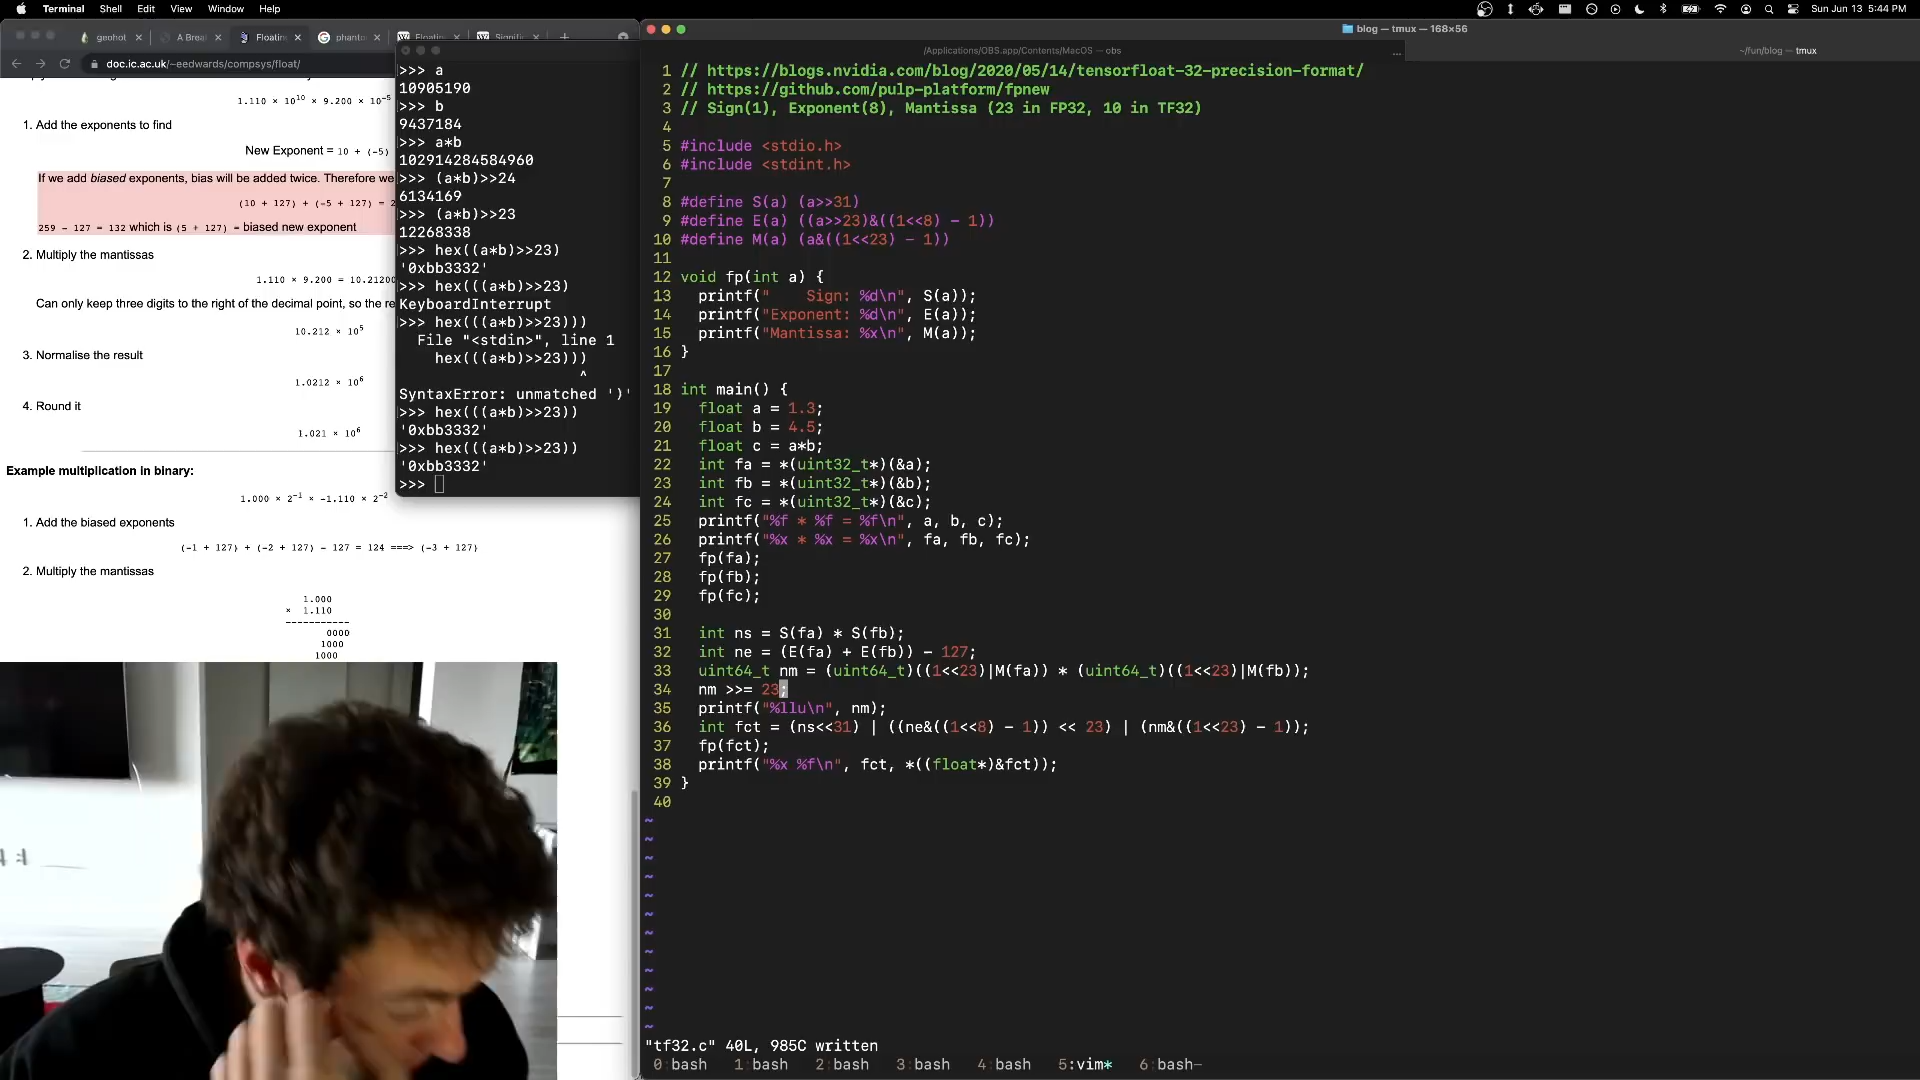 Terminal Shell Edit View Window Help
Sun Jun 13 5:44 PM
geohot
A Brea
Floatin
phanto
Floatin
Signific
doc.ic.ac.uk/~eedwards/compsys/float/
1.110 × 10^10 × 9.200 × 10^-5
1. Add the exponents to find
New Exponent = 10 + (-5)
If we add biased exponents, bias will be added twice. Therefore we
(10 + 127) + (-5 + 127) = 2
259 - 127 = 132 which is (5 + 127) = biased new exponent
2. Multiply the mantissas
1.110 × 9.200 = 10.21200
Can only keep three digits to the right of the decimal point, so the re
10.212 × 10^5
3. Normalise the result
1.0212 × 10^6
4. Round it
1.021 × 10^6
Example multiplication in binary:
1.000 × 2^-1 × -1.110 × 2^-2
1. Add the biased exponents
(-1 + 127) + (-2 + 127) - 127 = 124 ===> (-3 + 127)
2. Multiply the mantissas
1.000
× 1.110
-----------
0000
1000
1000
>>> a
10905190
>>> b
9437184
>>> a*b
102914284584960
>>> (a*b)>>24
6134169
>>> (a*b)>>23
12268338
>>> hex((a*b)>>23)
'0xbb3332'
>>> hex(((a*b)>>23)
KeyboardInterrupt
>>> hex(((a*b)>>23)))
File "<stdin>", line 1
hex(((a*b)>>23)))
^
SyntaxError: unmatched ')'
>>> hex(((a*b)>>23))
'0xbb3332'
>>> hex(((a*b)>>23))
'0xbb3332'
>>>
blog — tmux — 168×56
/Applications/OBS.app/Contents/MacOS — obs
...
~/fun/blog — tmux
1 // https://blogs.nvidia.com/blog/2020/05/14/tensorfloat-32-precision-format/
2 // https://github.com/pulp-platform/fpnew
3 // Sign(1), Exponent(8), Mantissa (23 in FP32, 10 in TF32)
4
5 #include <stdio.h>
6 #include <stdint.h>
7
8 #define S(a) (a>>31)
9 #define E(a) ((a>>23)&((1<<8) - 1))
10 #define M(a) (a&((1<<23) - 1))
11
12 void fp(int a) {
13   printf("    Sign: %d\n", S(a));
14   printf("Exponent: %d\n", E(a));
15   printf("Mantissa: %x\n", M(a));
16 }
17
18 int main() {
19   float a = 1.3;
20   float b = 4.5;
21   float c = a*b;
22   int fa = *(uint32_t*)(&a);
23   int fb = *(uint32_t*)(&b);
24   int fc = *(uint32_t*)(&c);
25   printf("%f * %f = %f\n", a, b, c);
26   printf("%x * %x = %x\n", fa, fb, fc);
27   fp(fa);
28   fp(fb);
29   fp(fc);
30
31   int ns = S(fa) * S(fb);
32   int ne = (E(fa) + E(fb)) - 127;
33   uint64_t nm = (uint64_t)((1<<23)|M(fa)) * (uint64_t)((1<<23)|M(fb));
34   nm >>= 23;
35   printf("%llu\n", nm);
36   int fct = (ns<<31) | ((ne&((1<<8) - 1)) << 23) | (nm&((1<<23) - 1));
37   fp(fct);
38   printf("%x %f\n", fct, *((float*)&fct));
39 }
40
~
~
~
~
~
~
~
~
~
~
~
~
"tf32.c" 40L, 985C written
0:bash 1:bash 2:bash 3:bash 4:bash 5:vim* 6:bash-